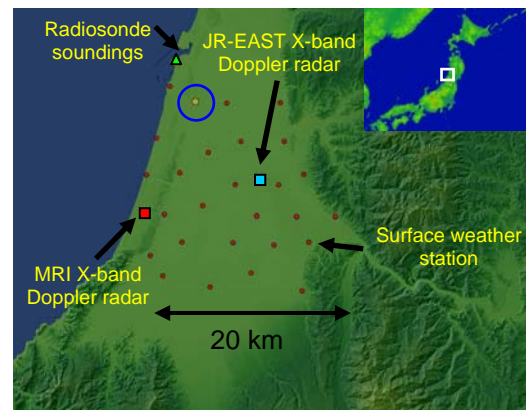 Radiosonde
soundings
JR-EAST X-band
Doppler radar
MRI X-band
Doppler radar
Surface weather
station
20 km